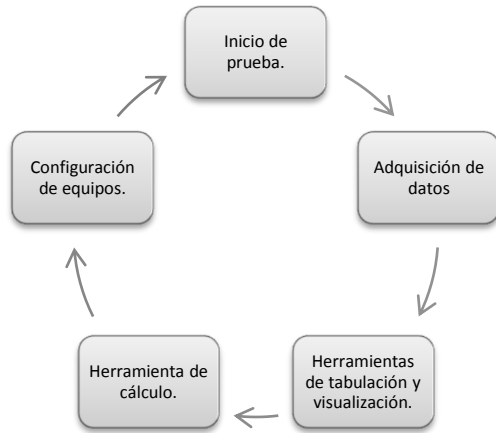 Inicio de
prueba.
Adquisición de
datos
Herramientas
de tabulación y
visualización.
Herramienta de
cálculo.
Configuración
de equipos.